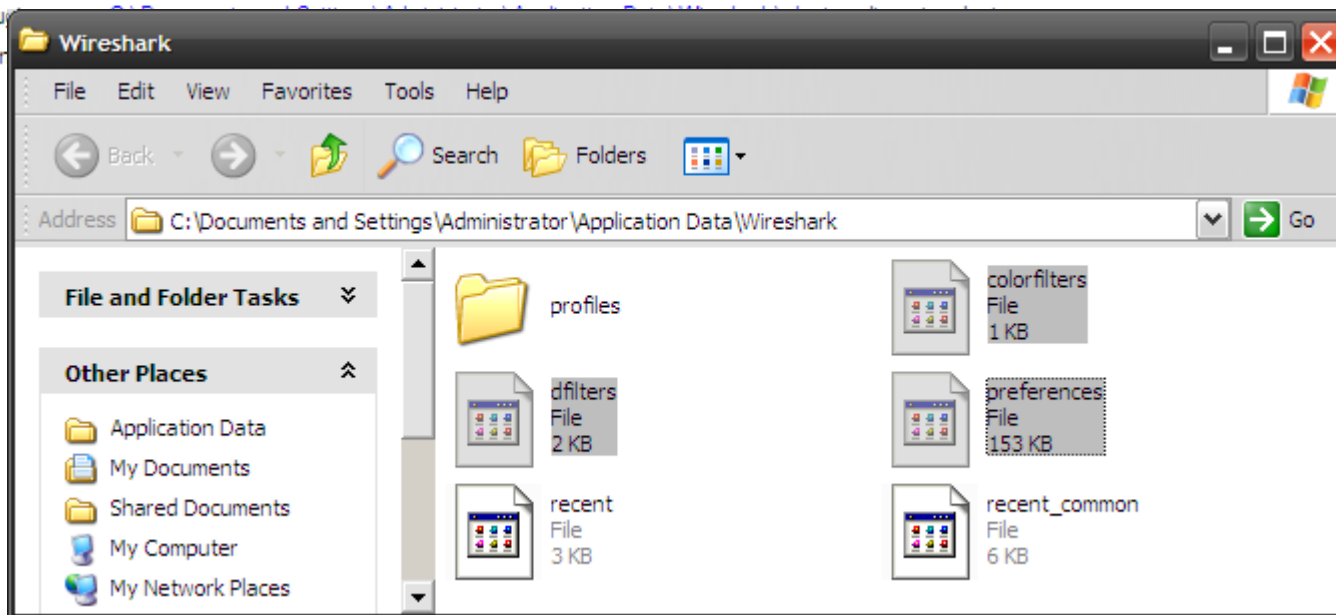 Wireshark
File Edit View Favorites Tools Help
Back Search Folders
Address C:\Documents and Settings\Administrator\Application Data\Wireshark Go
File and Folder Tasks
Other Places
Application Data
My Documents
Shared Documents
My Computer
My Network Places
profiles
colorfilters
File
1 KB
dfilters
File
2 KB
preferences
File
153 KB
recent
File
3 KB
recent_common
File
6 KB